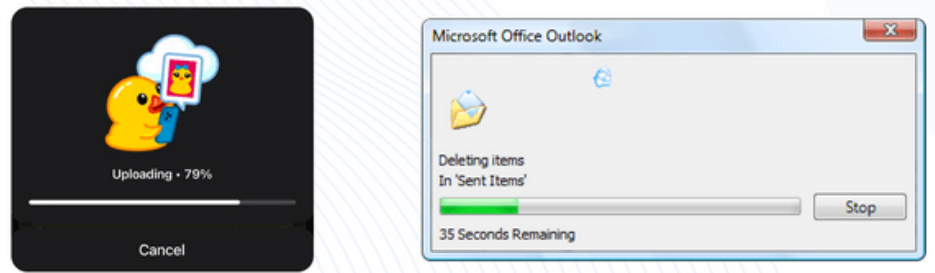 Uploading • 79%
Cancel
Microsoft Office Outlook
Deleting items
In 'Sent Items'
Stop
35 Seconds Remaining